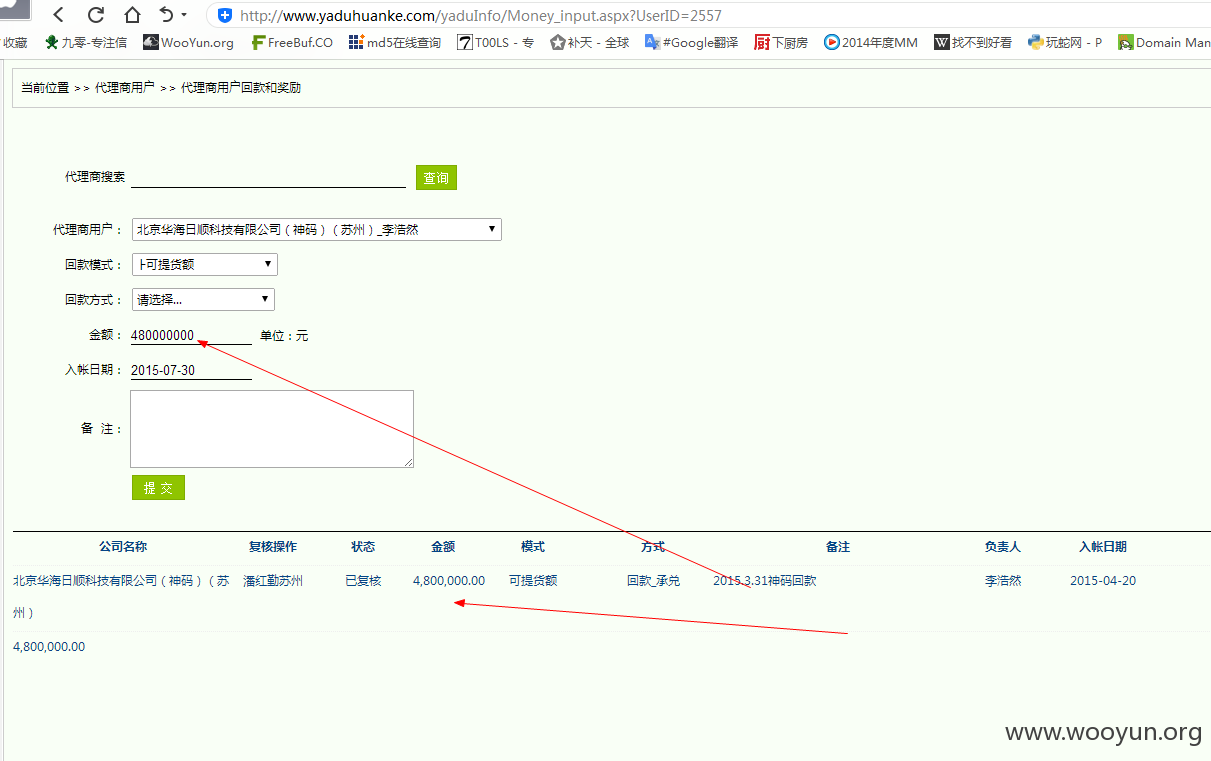 http://www.yaduhuanke.com/yaduInfo/Money_input.aspx?UserID=2557
收藏 九零-专注信 WooYun.org FreeBuf.CO md5在线查询 T00LS - 专 补天 - 全球 #Google翻译 下厨房 2014年度MM 找不到好看 玩蛇网 - P Domain Man
当前位置 >> 代理商用户 >> 代理商用户回款和奖励
代理商搜索 查询
代理商用户： 北京华海日顺科技有限公司（神码）（苏州）_李浩然
回款模式： 可提货额
回款方式： 请选择...
金额： 480000000 单位：元
入帐日期： 2015-07-30
备 注：
提 交
公司名称 复核操作 状态 金额 模式 方式 备注 负责人 入帐日期
北京华海日顺科技有限公司（神码）（苏 潘红勤苏州 已复核 4,800,000.00 可提货额 回款_承兑 2015.3.31神码回款 李浩然 2015-04-20
州）
4,800,000.00
www.wooyun.org